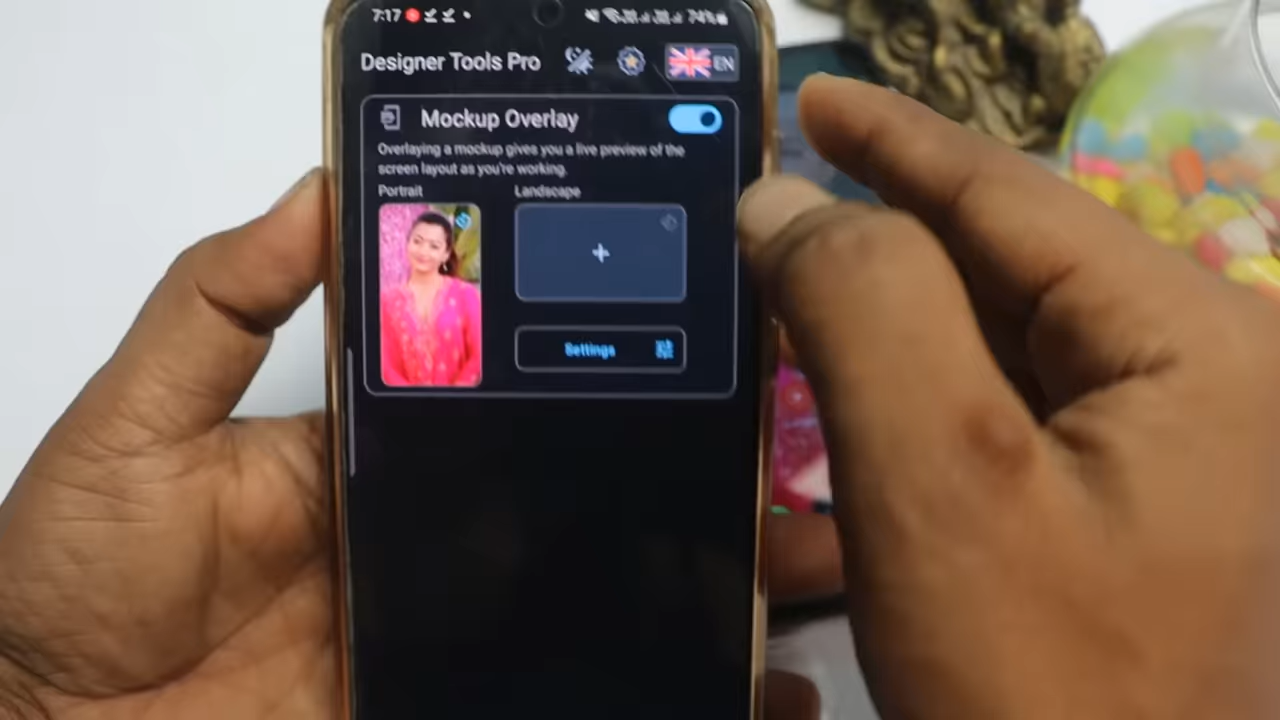 7:17
74%
Designer Tools Pro
EN
Mockup Overlay
Overlaying a mockup gives you a live preview of the
screen layout as you're working.
Portrait
Landscape
Settings